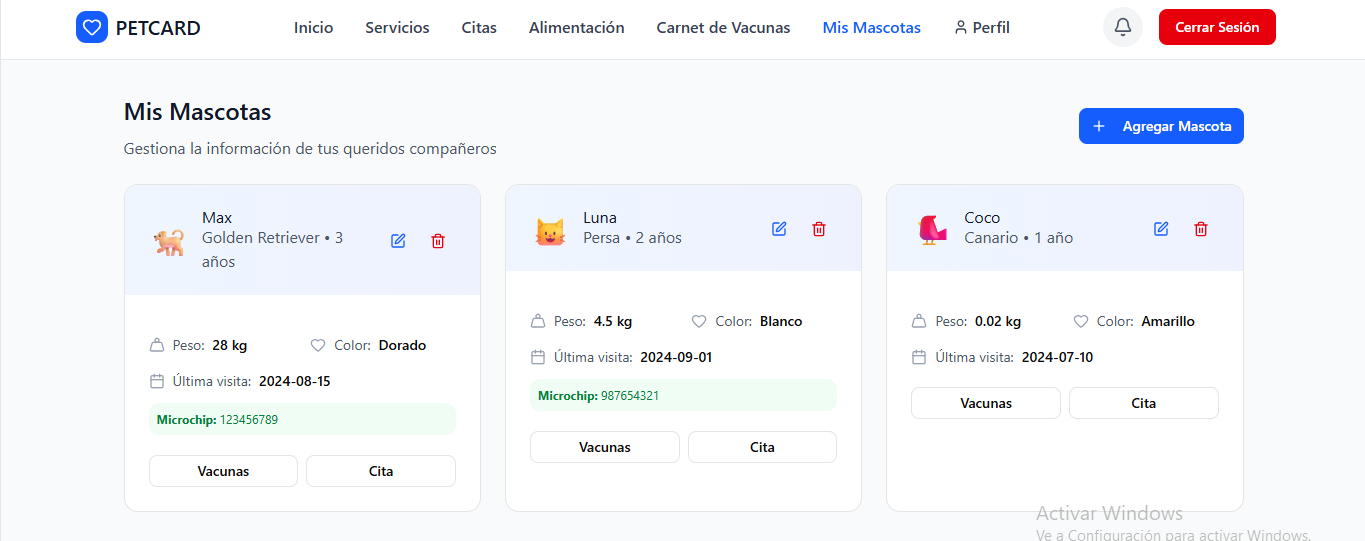 PETCARD Inicio Servicios Citas Alimentación Carnet de Vacunas Mis Mascotas Perfil Cerrar Sesión
Mis Mascotas
Gestiona la información de tus queridos compañeros
+ Agregar Mascota
Max
Golden Retriever • 3
años
Peso: 28 kg Color: Dorado
Última visita: 2024-08-15
Microchip: 123456789
Vacunas Cita
Luna
Persa • 2 años
Peso: 4.5 kg Color: Blanco
Última visita: 2024-09-01
Microchip: 987654321
Vacunas Cita
Coco
Canario • 1 año
Peso: 0.02 kg Color: Amarillo
Última visita: 2024-07-10
Vacunas Cita
Activar Windows
Ve a Configuración para activar Windows.